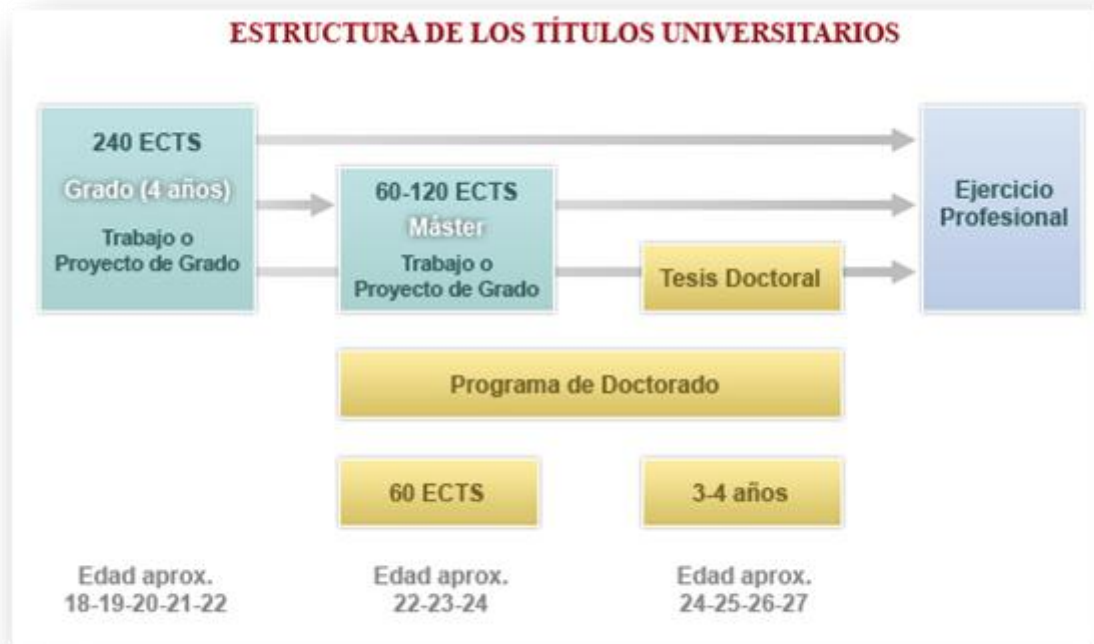 ESTRUCTURA DE LOS TÍTULOS UNIVERSITARIOS
240 ECTS
Grado (4 años)
Trabajo o
Proyecto de Grado
60-120 ECTS
Máster
Trabajo o
Proyecto de Grado
Tesis Doctoral
Ejercicio
Profesional
Programa de Doctorado
60 ECTS
3-4 años
Edad aprox.
18-19-20-21-22
Edad aprox.
22-23-24
Edad aprox.
24-25-26-27